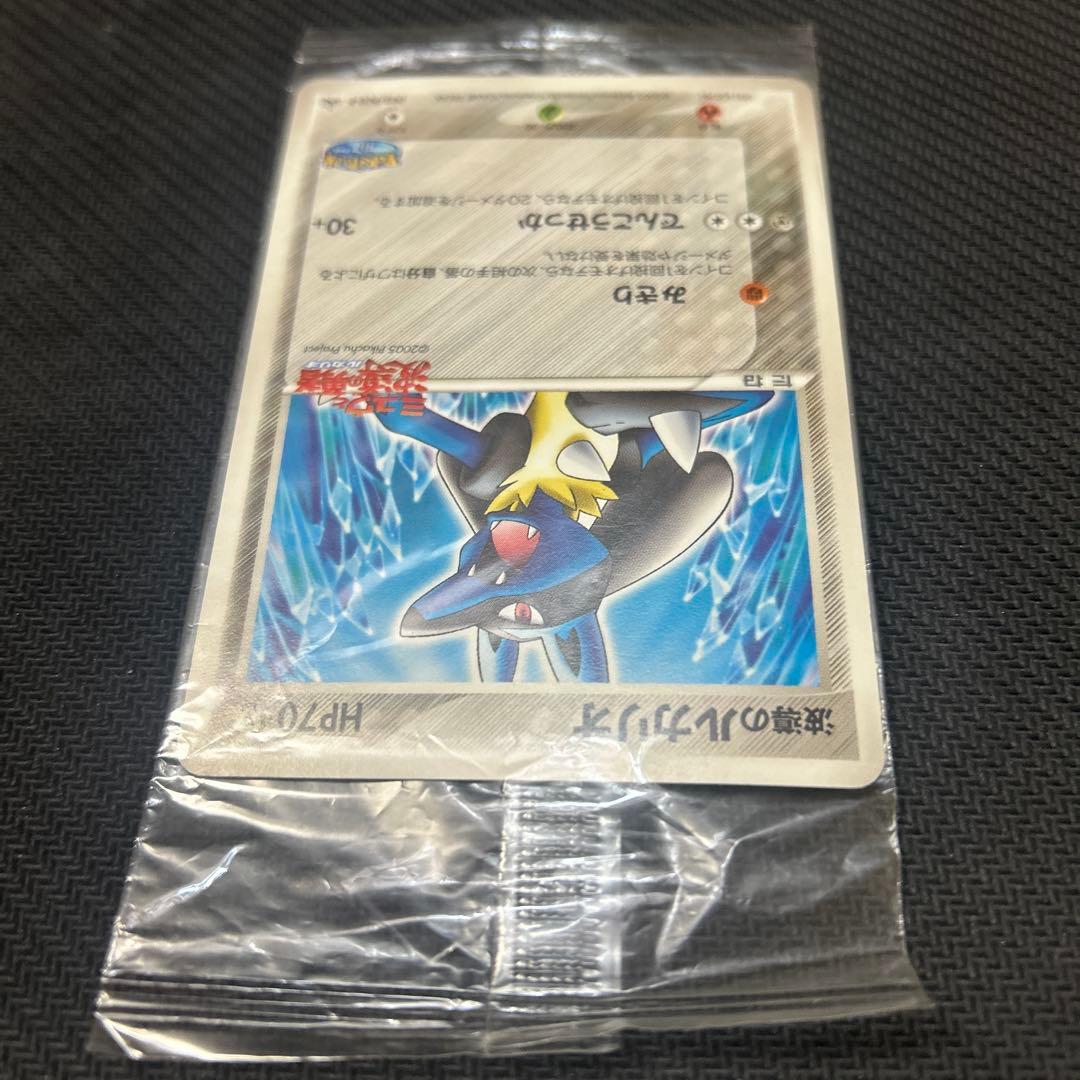 波導のルカリオ HP70
たね
ミュウと
波導の勇者
ルカリオ
©2005 Pikachu Project
みきり
コインを1回投げオモテなら、次の相手の番、自分はワザによる
ダメージや効果を受けない。
でんこうせっか 30+
コインを1回投げオモテなら、20ダメージを追加する。